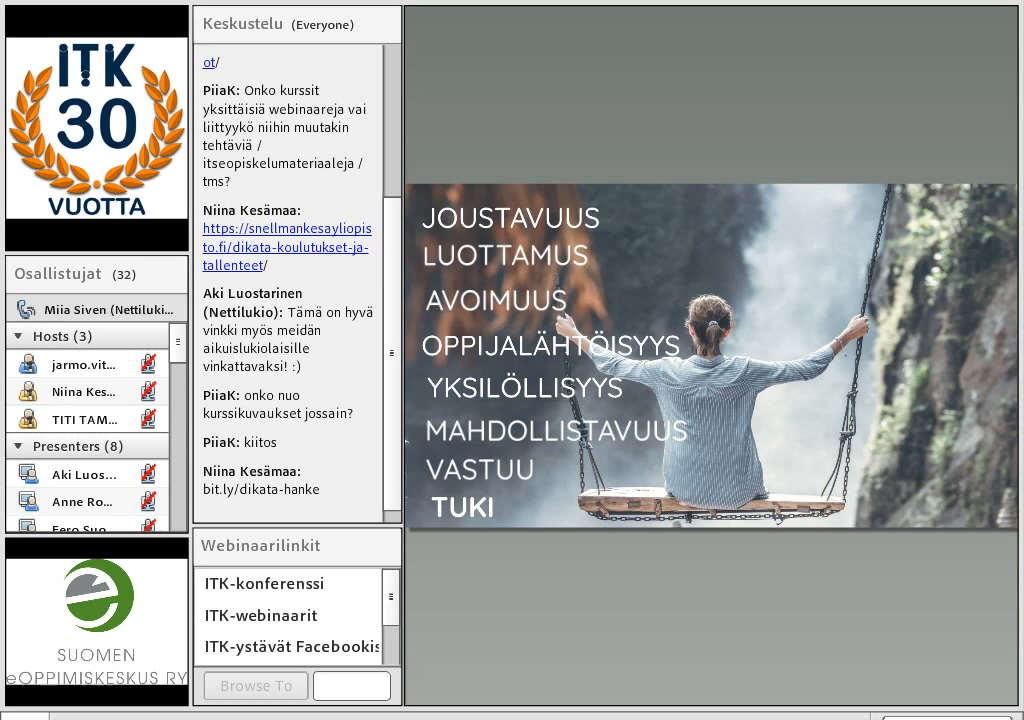 ITK
30
VUOTTA
Osallistujat (32)
Miia Siven (Nettiluki...
Hosts (3)
jarmo.vit...
Niina Kes...
TITI TAM...
Presenters (8)
Aki Luos...
Anne Ro...
Eero Suo
SUOMEN
eOPPIMISKESKUS RY
Keskustelu (Everyone)
ot/
PiiaK: Onko kurssit
yksittäisiä webinaareja vai
liittyykö niihin muutakin
tehtäviä /
itseopiskelumateriaaleja /
tms?
Niina Kesämaa:
https://snellmankesayliopis
to.fi/dikata-koulutukset-ja-
tallenteet/
Aki Luostarinen
(Nettilukio): Tämä on hyvä
vinkki myös meidän
aikuislukiolaisille
vinkattavaksi! :)
PiiaK: onko nuo
kurssikuvaukset jossain?
PiiaK: kiitos
Niina Kesämaa:
bit.ly/dikata-hanke
Webinaarilinkit
ITK-konferenssi
ITK-webinaarit
ITK-ystävät Facebookis
Browse To
JOUSTAVUUS
LUOTTAMUS
AVOIMUUS
OPPIJALÄHTÖISYYS
YKSILÖLLISYYS
MAHDOLLISTAVUUS
VASTUU
TUKI